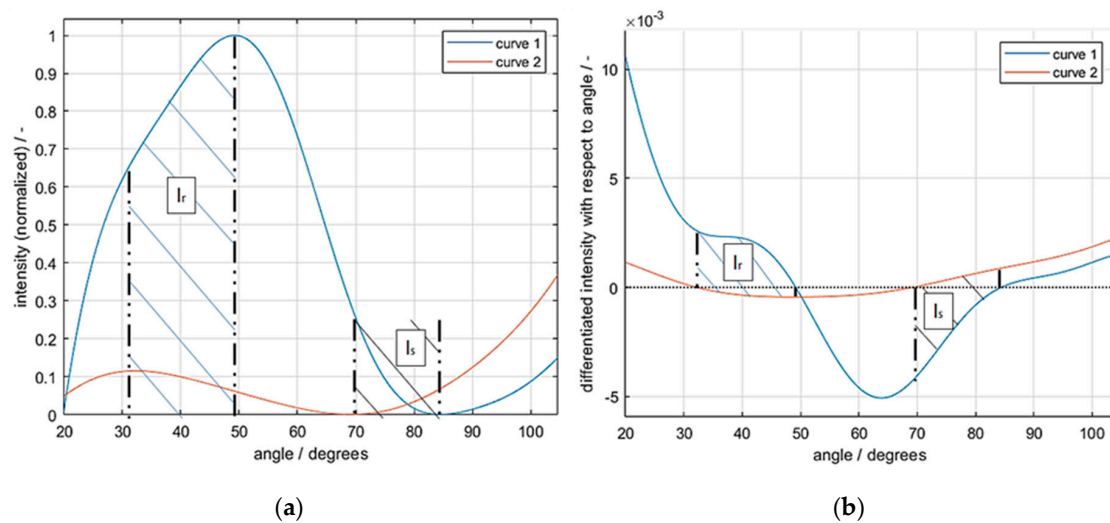 curve 1
curve 2
1
0.9
0.8
0.7
0.6
0.5
0.4
0.3
0.2
0.1
0
intensity (normalized) / -
Ir
Is
20 30 40 50 60 70 80 90 100
angle / degrees
(a)
×10-3
curve 1
curve 2
10
5
0
-5
differentiated intensity with respect to angle / -
Ir
Is
20 30 40 50 60 70 80 90 100
angle / degrees
(b)